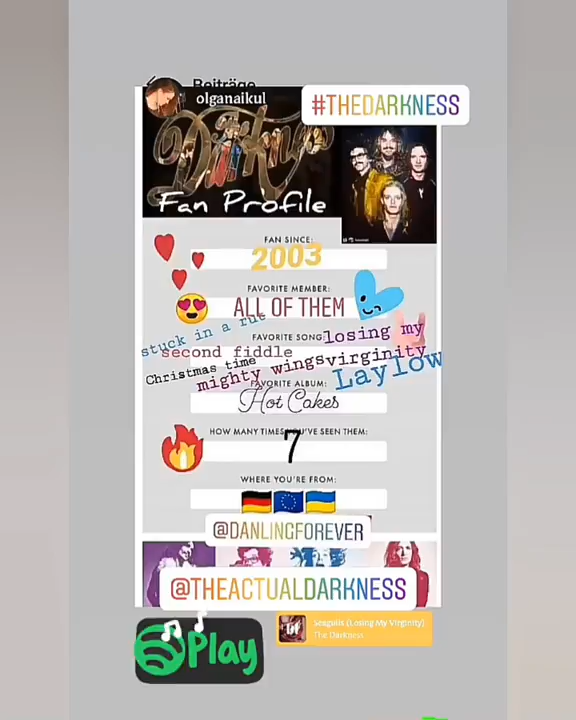 Beiträge
olganaikul
#THEDARKNESS
Darkness
Fan Profile
FAN SINCE:
2003
FAVORITE MEMBER:
ALL OF THEM
stuck in a rut
FAVORITE SONG:
losing my
virginity
second fiddle
Christmas time
mighty wings
Laylow
FAVORITE ALBUM:
Hot Cakes
HOW MANY TIMES YOU'VE SEEN THEM:
7
WHERE YOU'RE FROM:
@DANLINGFOREVER
@THEACTUALDARKNESS
Play
Seagulls (Losing My Virginity)
The Darkness